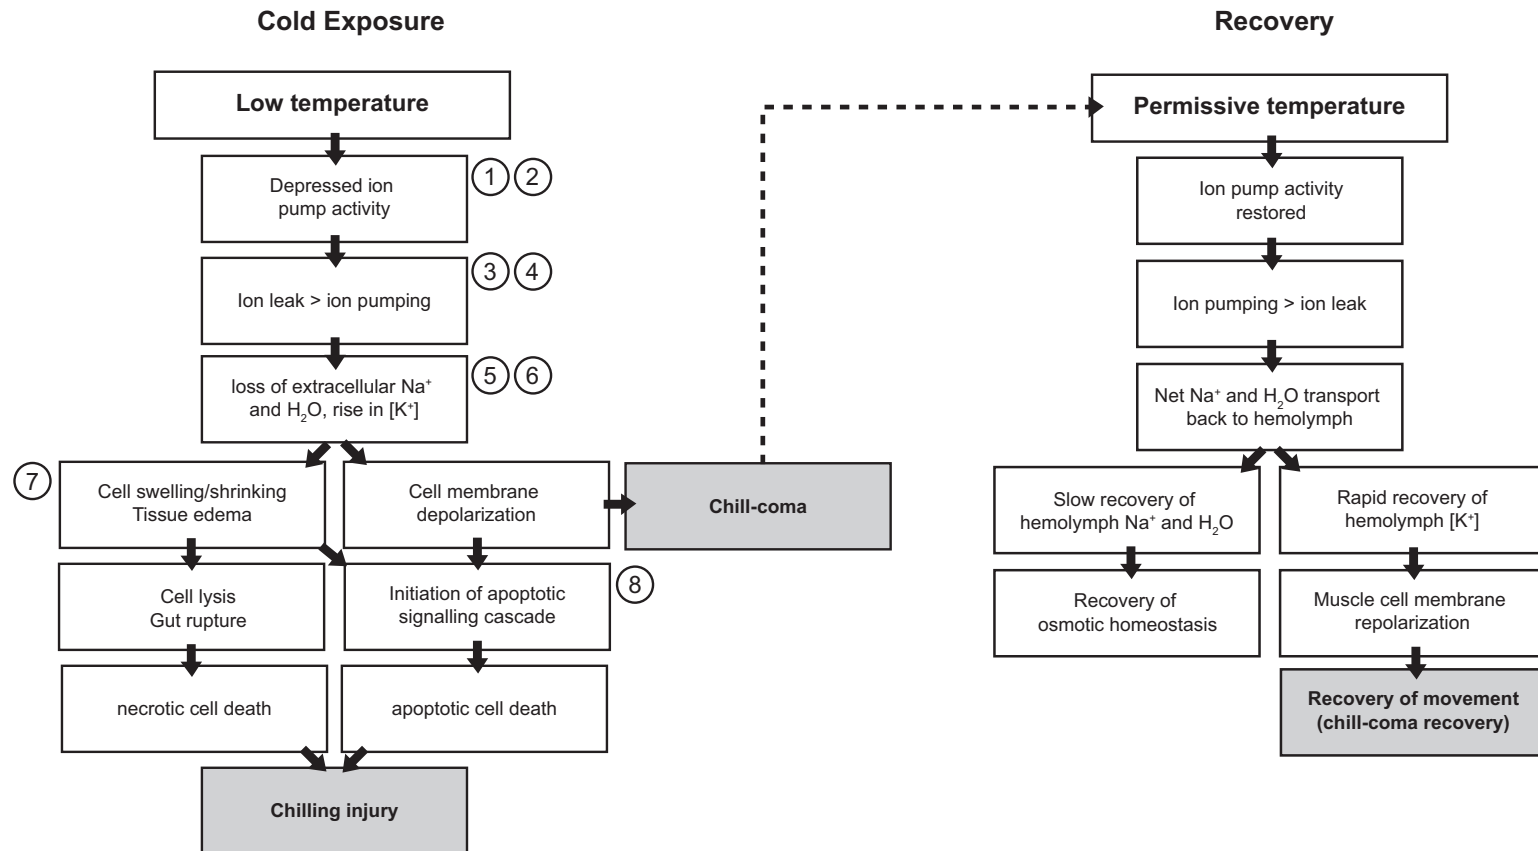 Cold Exposure
Low temperature
Depressed ion
pump activity
1
2
Ion leak > ion pumping
3
4
loss of extracellular Na⁺
and H₂O, rise in [K⁺]
5
6
7
Cell swelling/shrinking
Tissue edema
Cell membrane
depolarization
Chill-coma
Cell lysis
Gut rupture
Initiation of apoptotic
signalling cascade
8
necrotic cell death
apoptotic cell death
Chilling injury
Recovery
Permissive temperature
Ion pump activity
restored
Ion pumping > ion leak
Net Na⁺ and H₂O transport
back to hemolymph
Slow recovery of
hemolymph Na⁺ and H₂O
Rapid recovery of
hemolymph [K⁺]
Recovery of
osmotic homeostasis
Muscle cell membrane
repolarization
Recovery of movement
(chill-coma recovery)